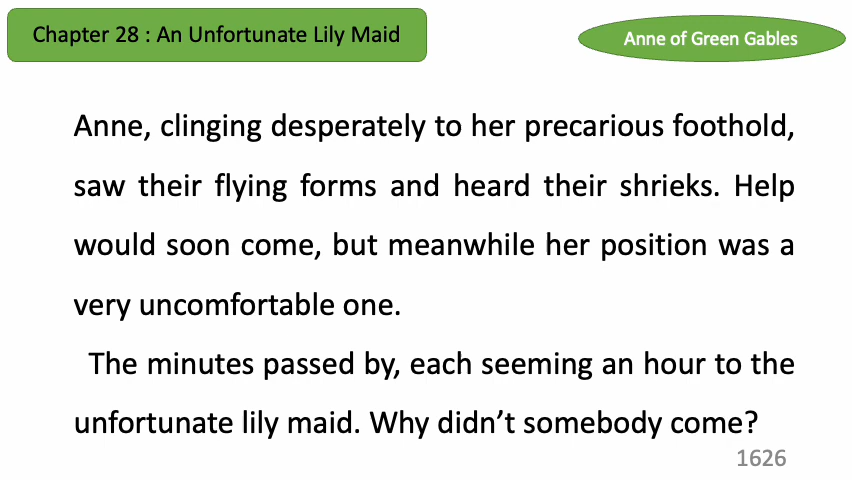 Chapter 28 : An Unfortunate Lily Maid
Anne of Green Gables
Anne, clinging desperately to her precarious foothold,
saw their flying forms and heard their shrieks. Help
would soon come, but meanwhile her position was a
very uncomfortable one.
The minutes passed by, each seeming an hour to the
unfortunate lily maid. Why didn’t somebody come?
1626